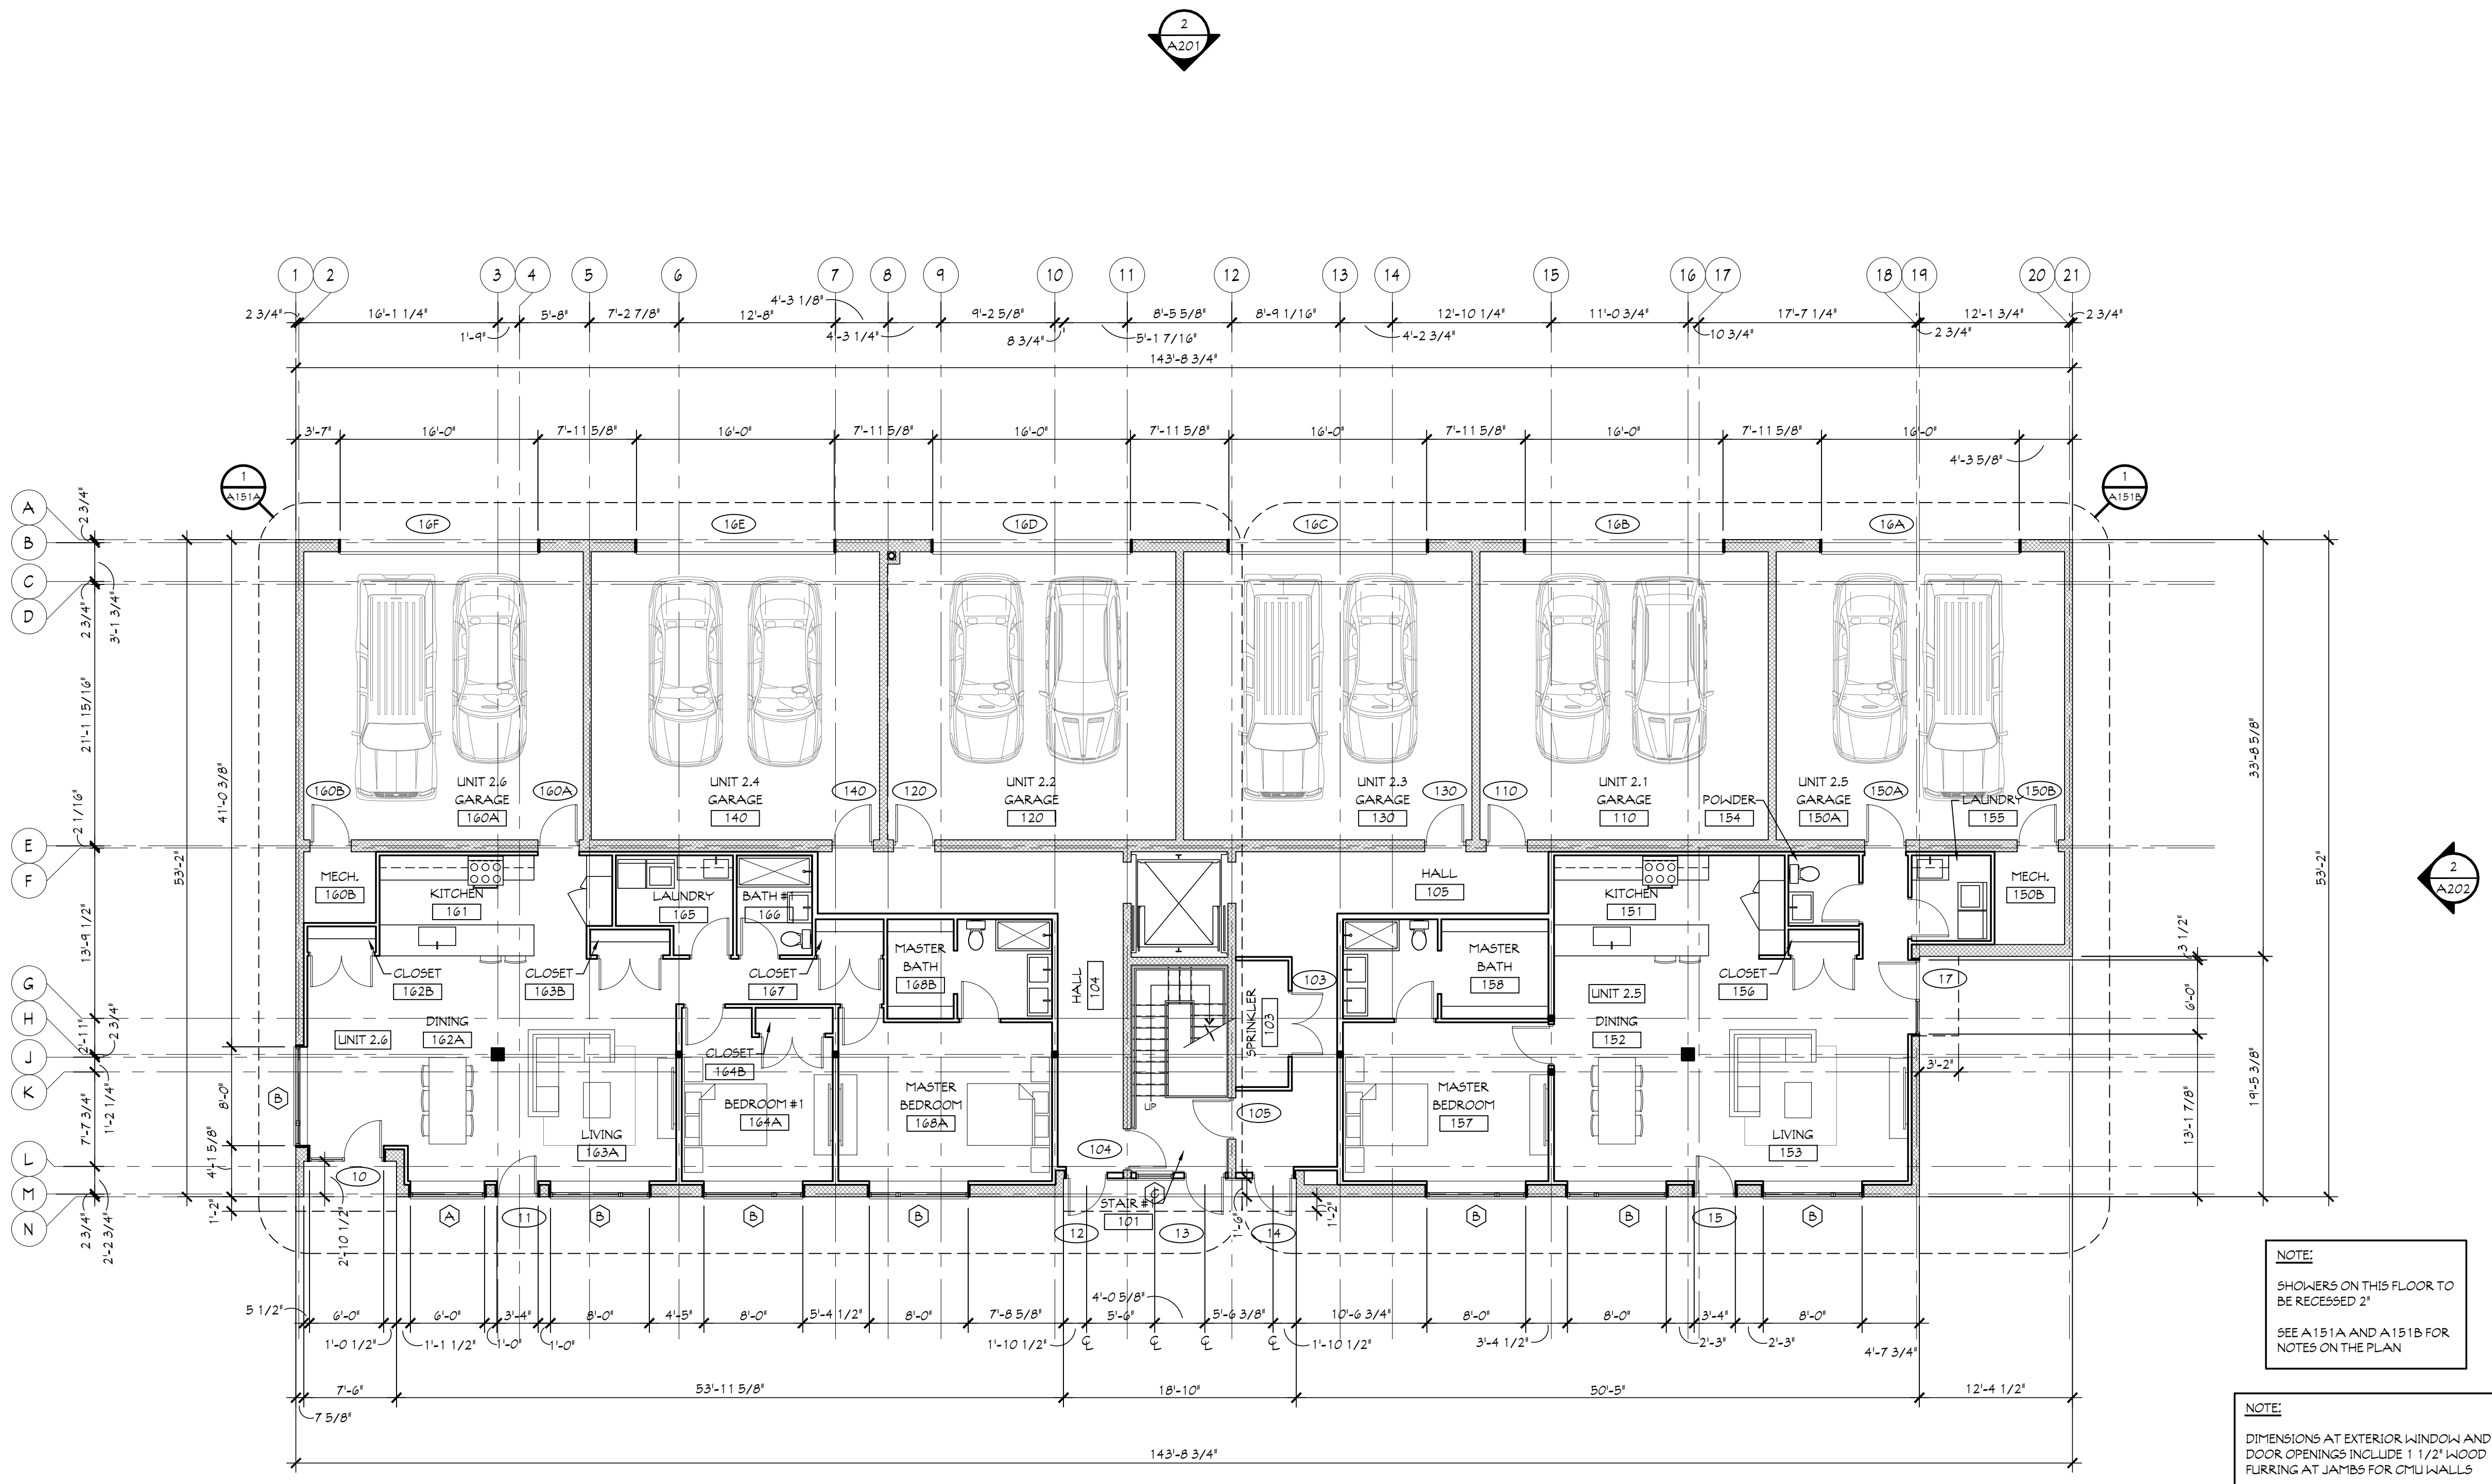 2
A201
1 2 3 4 5 6 7 8 9 10 11 12 13 14 15 16 17 18 19 20 21
2 3/4" 16'-1 1/4" 1'-9" 5'-8" 7'-2 7/8" 12'-8" 4'-3 1/8" 4'-3 1/4" 9'-2 5/8" 8 3/4" 5'-1 7/16" 8'-5 5/8" 8'-9 1/16" 4'-2 3/4" 12'-10 1/4" 11'-0 3/4" 10 3/4" 17'-7 1/4" 2 3/4" 12'-1 3/4" 2 3/4"
143'-8 3/4"
3'-7" 16'-0" 7'-11 5/8" 16'-0" 7'-11 5/8" 16'-0" 7'-11 5/8" 16'-0" 7'-11 5/8" 16'-0" 7'-11 5/8" 16'-0" 4'-3 5/8"
1
A151A
1
A151B
16F 16E 16D 16C 16B 16A
A
B
C
D
E
F
G
H
J
K
L
M
N
2 3/4"
3'-1 3/4"
2 3/4"
21'-1 15/16"
2 1/16"
13'-9 1/2"
2'-11"
2 3/4"
1'-2 1/4"
7'-7 3/4"
2'-2 3/4"
2 3/4"
53'-2"
41'-0 3/8"
8'-0"
4'-1 5/8"
1'-2"
2'-10 1/2"
UNIT 2.6
GARAGE
160A
160B
160A
UNIT 2.4
GARAGE
140
140
120
UNIT 2.2
GARAGE
120
UNIT 2.3
GARAGE
130
130
110
UNIT 2.1
GARAGE
110
POWDER
154
UNIT 2.5
GARAGE
150A
150A
LAUNDRY
155
150B
MECH.
160B
KITCHEN
161
LAUNDRY
165
BATH #1
166
HALL
105
KITCHEN
151
MECH.
150B
2
A202
CLOSET
162B
CLOSET
163B
CLOSET
167
MASTER
BATH
168B
HALL
104
SPRINKLER
103
103
MASTER
BATH
158
UNIT 2.5
CLOSET
156
17
UNIT 2.6
DINING
162A
CLOSET
164B
DINING
152
BEDROOM #1
164A
MASTER
BEDROOM
168A
UP
105
104
MASTER
BEDROOM
157
LIVING
163A
LIVING
153
B
10
A
11
B
B
B
12
STAIR #1
101
C
13
14
B
B
15
B
1'-6"
1'-2"
3'-2"
33'-8 5/8"
53'-2"
3 1/2"
6'-0"
13'-1 7/8"
19'-5 3/8"
5 1/2" 6'-0" 1'-0 1/2" 1'-1 1/2" 6'-0" 1'-0" 3'-4" 1'-0" 8'-0" 4'-5" 8'-0" 5'-4 1/2" 8'-0" 7'-8 5/8" 1'-10 1/2" 5'-6" 4'-0 5/8" 5'-6 3/8" 1'-10 1/2" 10'-6 3/4" 8'-0" 3'-4 1/2" 8'-0" 2'-3" 3'-4" 2'-3" 8'-0" 4'-7 3/4"
7 5/8" 7'-6" 53'-11 5/8" 18'-10" 50'-5" 12'-4 1/2"
143'-8 3/4"
NOTE:
SHOWERS ON THIS FLOOR TO
BE RECESSED 2"
SEE A151A AND A151B FOR
NOTES ON THE PLAN
NOTE:
DIMENSIONS AT EXTERIOR WINDOW AND
DOOR OPENINGS INCLUDE 1 1/2" WOOD
FURRING AT JAMBS FOR CMU WALLS